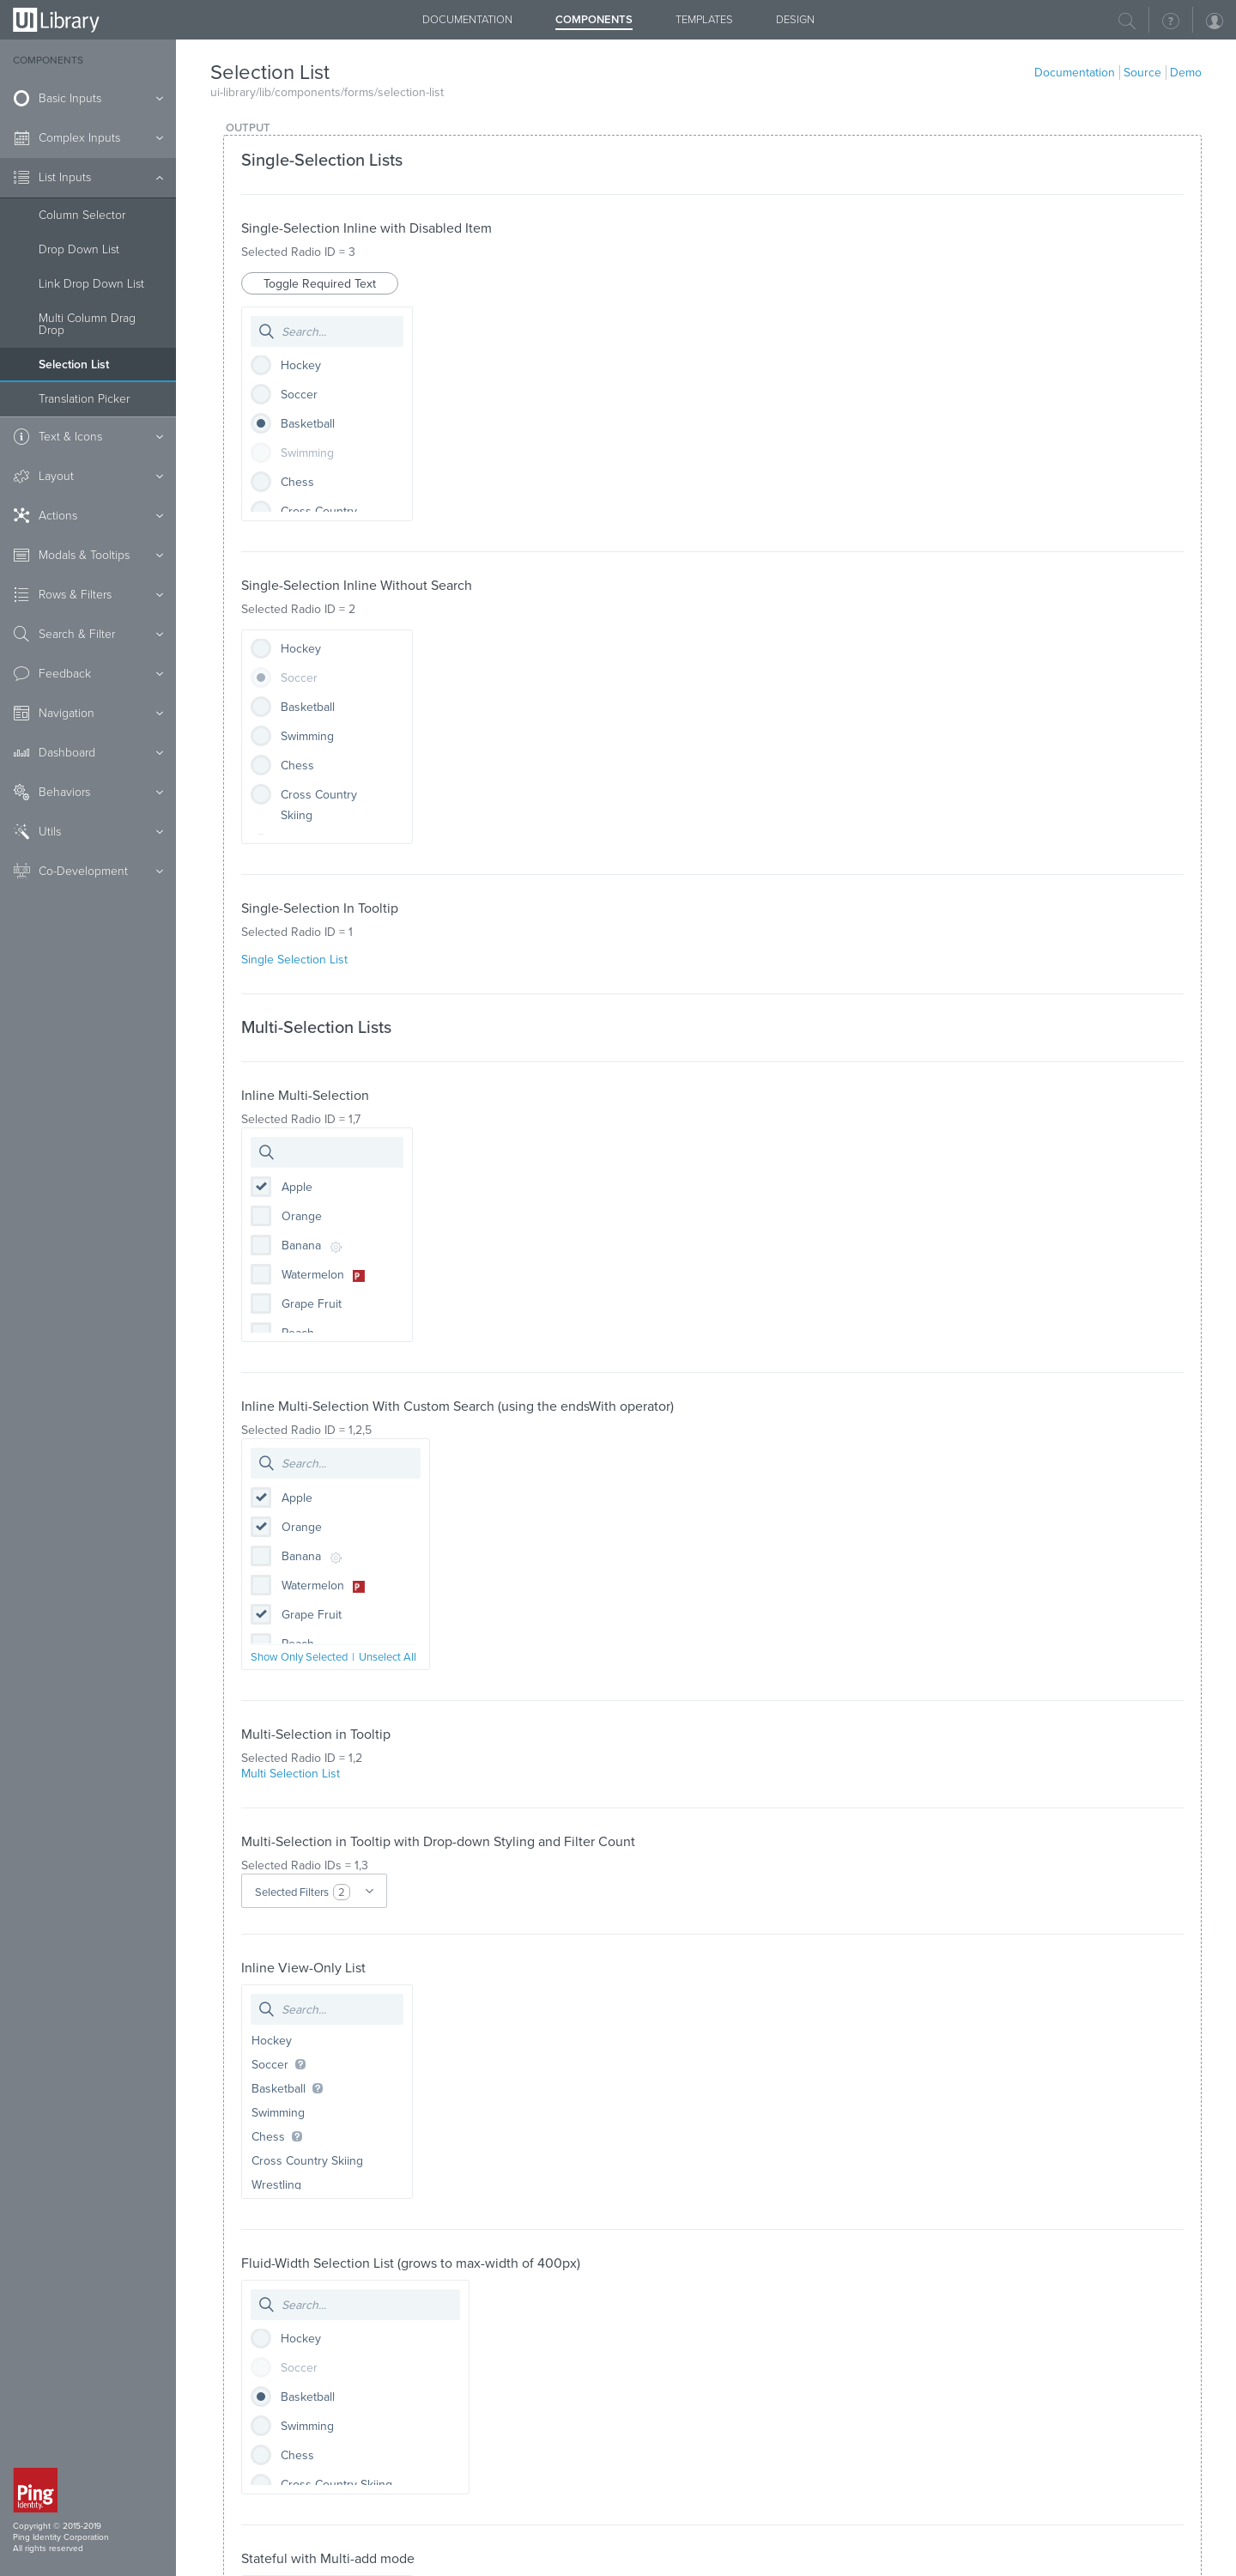 UI Library
DOCUMENTATION
COMPONENTS
TEMPLATES
DESIGN
COMPONENTS
Basic Inputs
Complex Inputs
List Inputs
Column Selector
Drop Down List
Link Drop Down List
Multi Column Drag
Drop
Selection List
Translation Picker
Text & Icons
Layout
Actions
Modals & Tooltips
Rows & Filters
Search & Filter
Feedback
Navigation
Dashboard
Behaviors
Utils
Co-Development
Ping
Identity.
Copyright © 2015-2019
Ping Identity Corporation
All rights reserved
Selection List
Documentation | Source | Demo
ui-library/lib/components/forms/selection-list
OUTPUT
Single-Selection Lists
Single-Selection Inline with Disabled Item
Selected Radio ID = 3
Toggle Required Text
Search...
Hockey
Soccer
Basketball
Swimming
Chess
Cross Country
Single-Selection Inline Without Search
Selected Radio ID = 2
Hockey
Soccer
Basketball
Swimming
Chess
Cross Country
Skiing
Single-Selection In Tooltip
Selected Radio ID = 1
Single Selection List
Multi-Selection Lists
Inline Multi-Selection
Selected Radio ID = 1,7
Apple
Orange
Banana
Watermelon P
Grape Fruit
Peach
Inline Multi-Selection With Custom Search (using the endsWith operator)
Selected Radio ID = 1,2,5
Search...
Apple
Orange
Banana
Watermelon P
Grape Fruit
Peach
Show Only Selected | Unselect All
Multi-Selection in Tooltip
Selected Radio ID = 1,2
Multi Selection List
Multi-Selection in Tooltip with Drop-down Styling and Filter Count
Selected Radio IDs = 1,3
Selected Filters 2
Inline View-Only List
Search...
Hockey
Soccer ?
Basketball ?
Swimming
Chess ?
Cross Country Skiing
Wrestling
Fluid-Width Selection List (grows to max-width of 400px)
Search...
Hockey
Soccer
Basketball
Swimming
Chess
Cross Country Skiing
Stateful with Multi-add mode